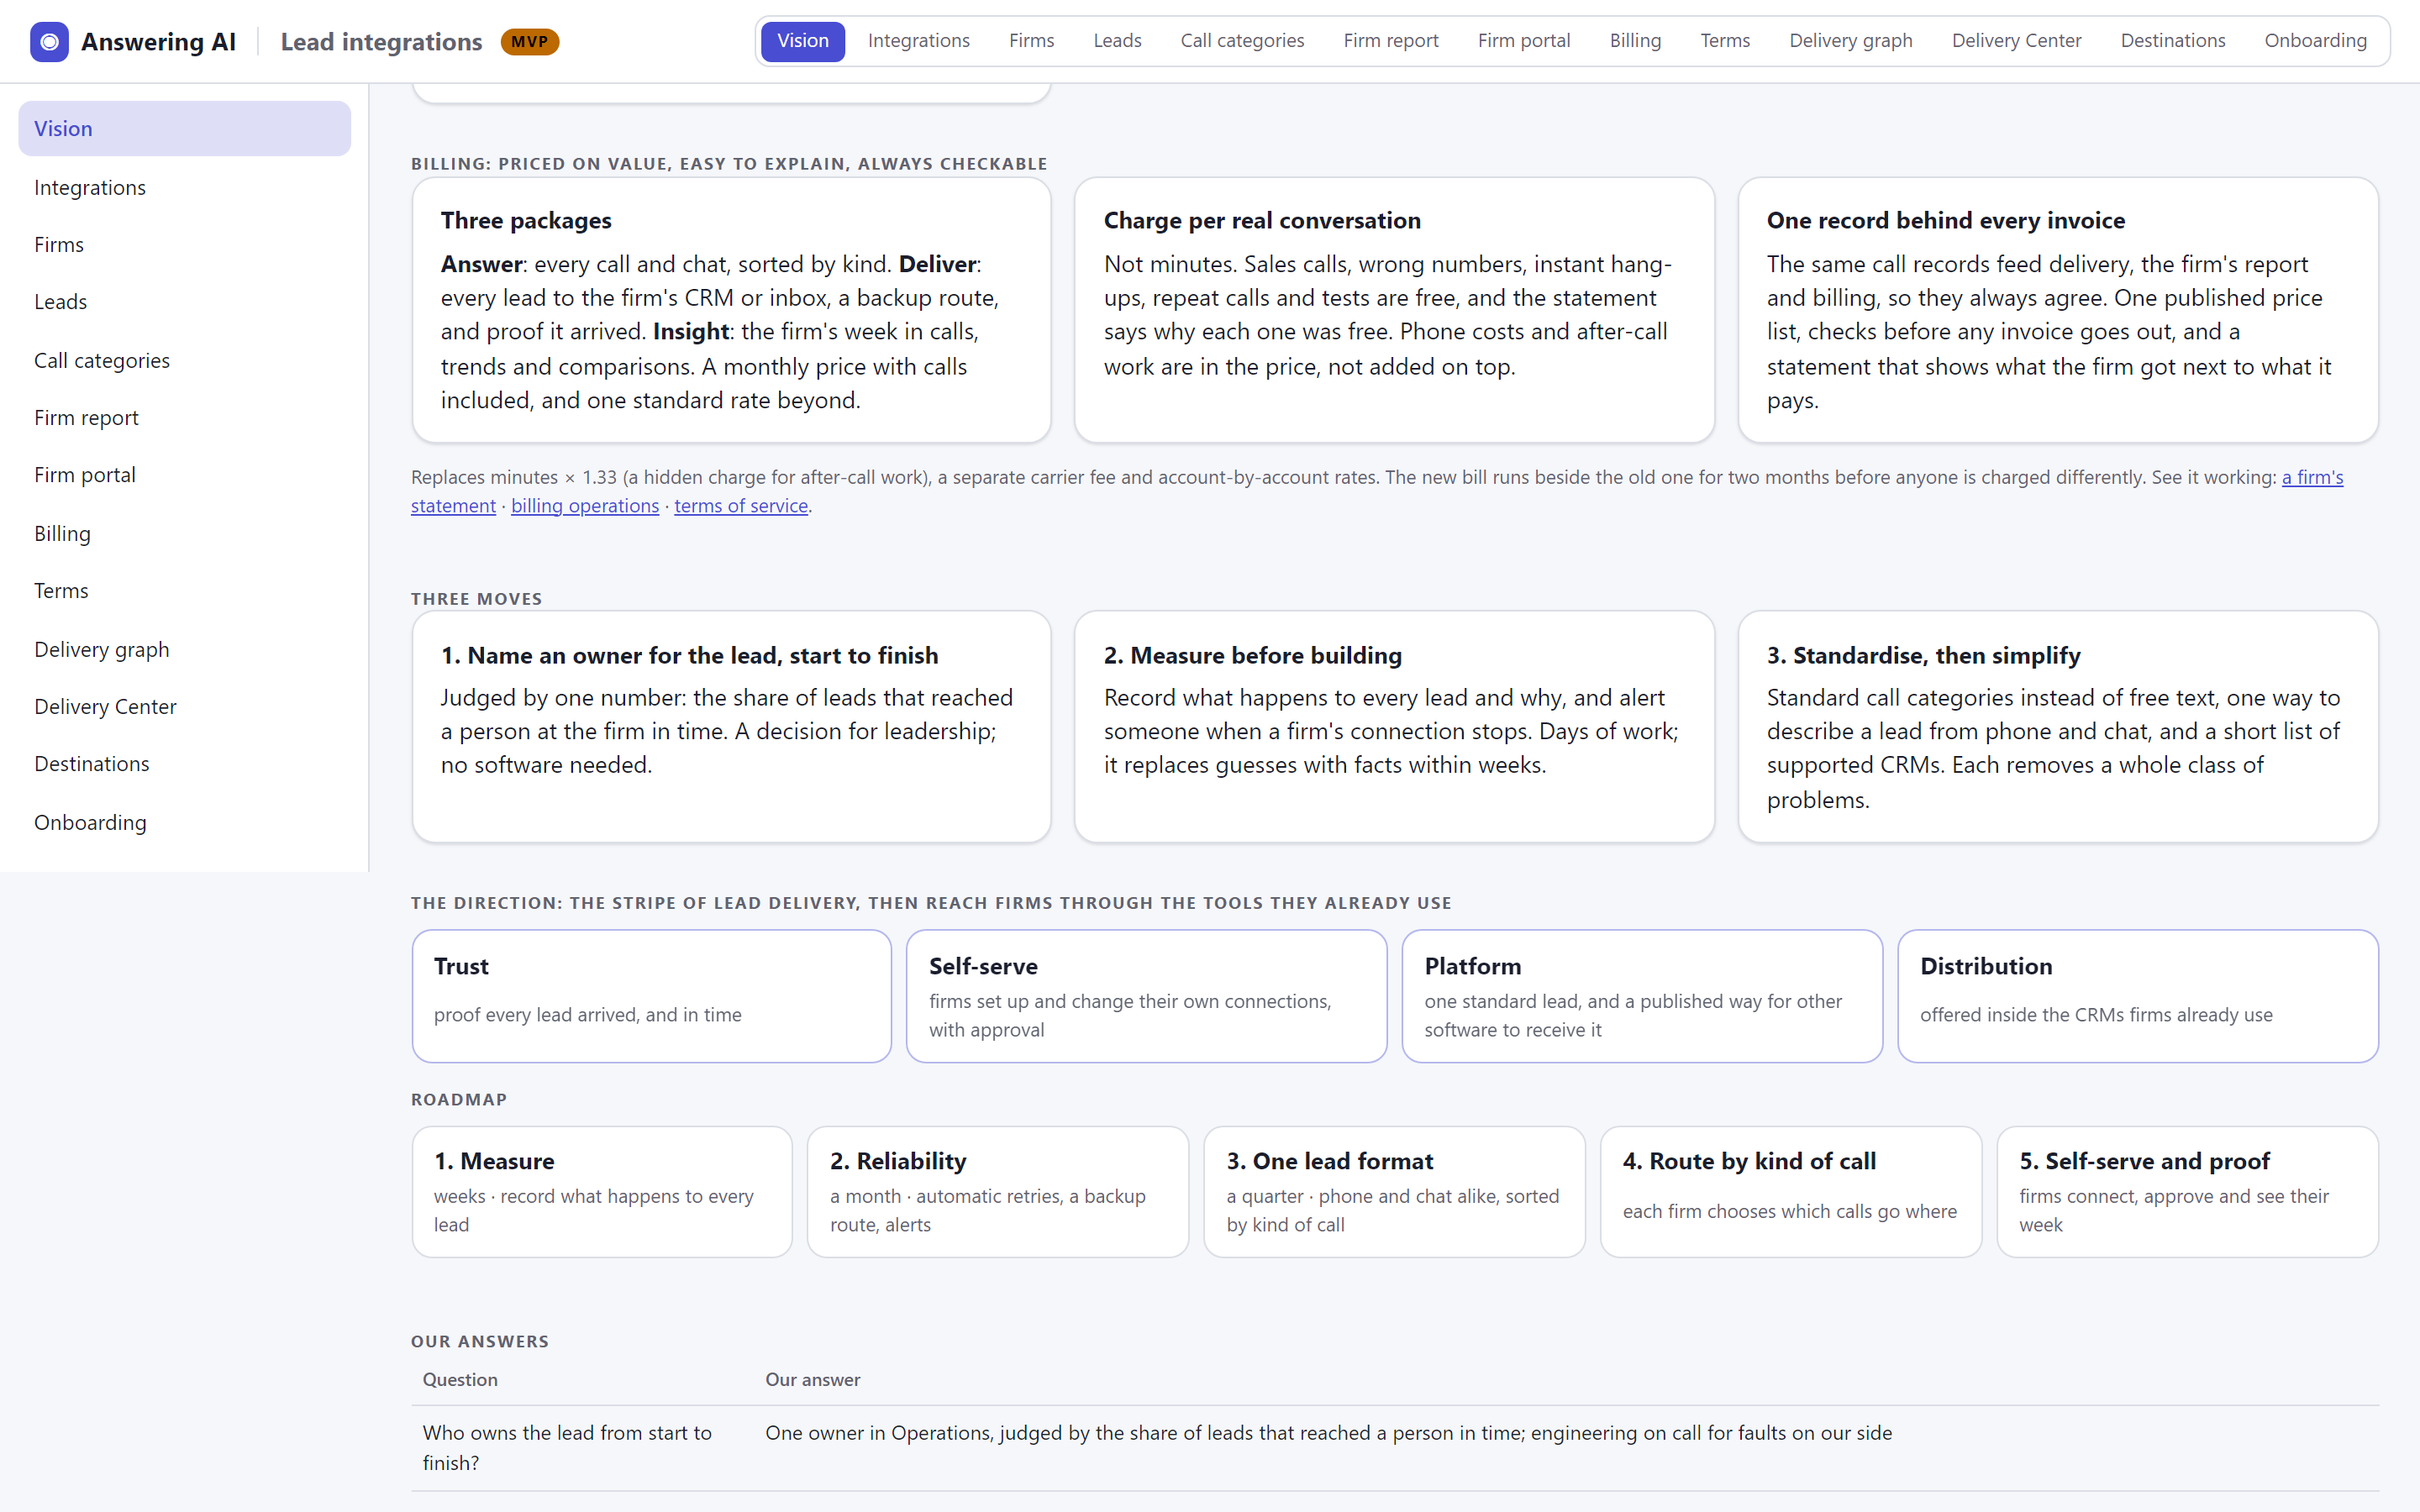 Answering AI
Lead integrations
MVP
Vision
Integrations
Firms
Leads
Call categories
Firm report
Firm portal
Billing
Terms
Delivery graph
Delivery Center
Destinations
Onboarding
Vision
Integrations
Firms
Leads
Call categories
Firm report
Firm portal
Billing
Terms
Delivery graph
Delivery Center
Destinations
Onboarding
BILLING: PRICED ON VALUE, EASY TO EXPLAIN, ALWAYS CHECKABLE
Three packages
Answer: every call and chat, sorted by kind. Deliver:
every lead to the firm's CRM or inbox, a backup route,
and proof it arrived. Insight: the firm's week in calls,
trends and comparisons. A monthly price with calls
included, and one standard rate beyond.
Charge per real conversation
Not minutes. Sales calls, wrong numbers, instant hang-
ups, repeat calls and tests are free, and the statement
says why each one was free. Phone costs and after-call
work are in the price, not added on top.
One record behind every invoice
The same call records feed delivery, the firm's report
and billing, so they always agree. One published price
list, checks before any invoice goes out, and a
statement that shows what the firm got next to what it
pays.
Replaces minutes × 1.33 (a hidden charge for after-call work), a separate carrier fee and account-by-account rates. The new bill runs beside the old one for two months before anyone is charged differently. See it working: a firm's
statement · billing operations · terms of service.
THREE MOVES
1. Name an owner for the lead, start to finish
Judged by one number: the share of leads that reached
a person at the firm in time. A decision for leadership;
no software needed.
2. Measure before building
Record what happens to every lead and why, and alert
someone when a firm's connection stops. Days of work;
it replaces guesses with facts within weeks.
3. Standardise, then simplify
Standard call categories instead of free text, one way to
describe a lead from phone and chat, and a short list of
supported CRMs. Each removes a whole class of
problems.
THE DIRECTION: THE STRIPE OF LEAD DELIVERY, THEN REACH FIRMS THROUGH THE TOOLS THEY ALREADY USE
Trust
proof every lead arrived, and in time
Self-serve
firms set up and change their own connections,
with approval
Platform
one standard lead, and a published way for other
software to receive it
Distribution
offered inside the CRMs firms already use
ROADMAP
1. Measure
weeks · record what happens to every
lead
2. Reliability
a month · automatic retries, a backup
route, alerts
3. One lead format
a quarter · phone and chat alike, sorted
by kind of call
4. Route by kind of call
each firm chooses which calls go where
5. Self-serve and proof
firms connect, approve and see their
week
OUR ANSWERS
Question
Our answer
Who owns the lead from start to
finish?
One owner in Operations, judged by the share of leads that reached a person in time; engineering on call for faults on our side